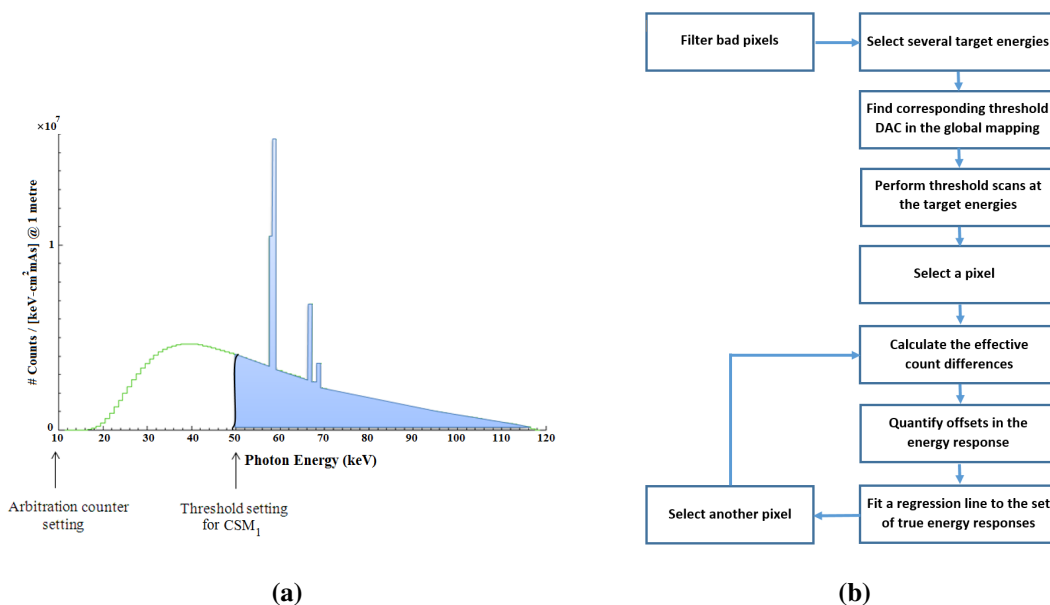 ×10^7
1
0
# Counts / [keV-cm^2mAs] @ 1 metre
10 20 30 40 50 60 70 80 90 100 110 120
Photon Energy (keV)
Arbitration counter
setting
Threshold setting
for CSM_1
(a)
Filter bad pixels
Select several target energies
Find corresponding threshold
DAC in the global mapping
Perform threshold scans at
the target energies
Select a pixel
Calculate the effective
count differences
Quantify offsets in the
energy response
Fit a regression line to the set
of true energy responses
Select another pixel
(b)